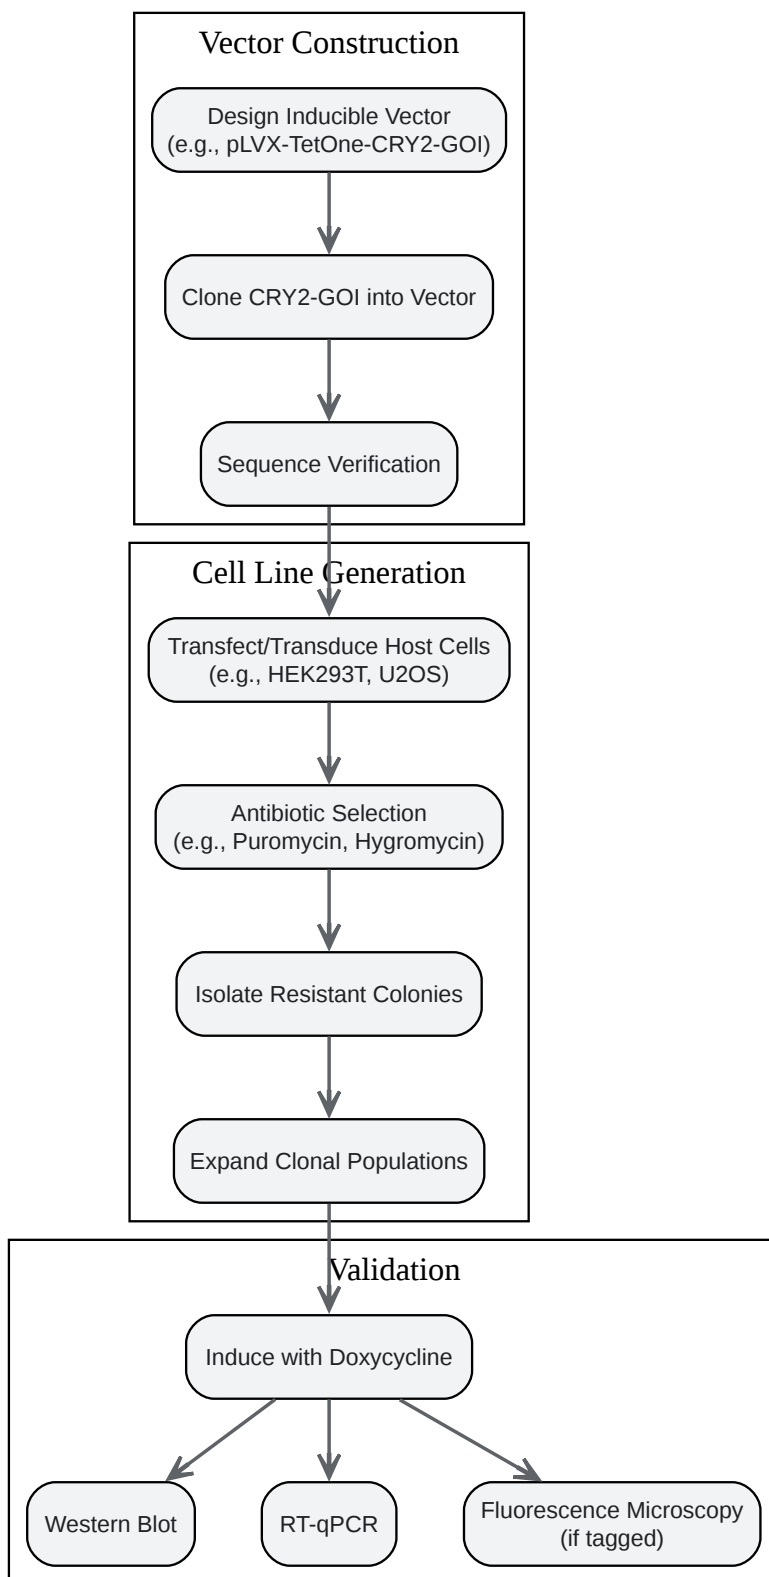 Vector Construction
Design Inducible Vector
(e.g., pLVX-TetOne-CRY2-GOI)
Clone CRY2-GOI into Vector
Sequence Verification
Cell Line Generation
Transfect/Transduce Host Cells
(e.g., HEK293T, U2OS)
Antibiotic Selection
(e.g., Puromycin, Hygromycin)
Isolate Resistant Colonies
Expand Clonal Populations
Validation
Induce with Doxycycline
Western Blot
RT-qPCR
Fluorescence Microscopy
(if tagged)